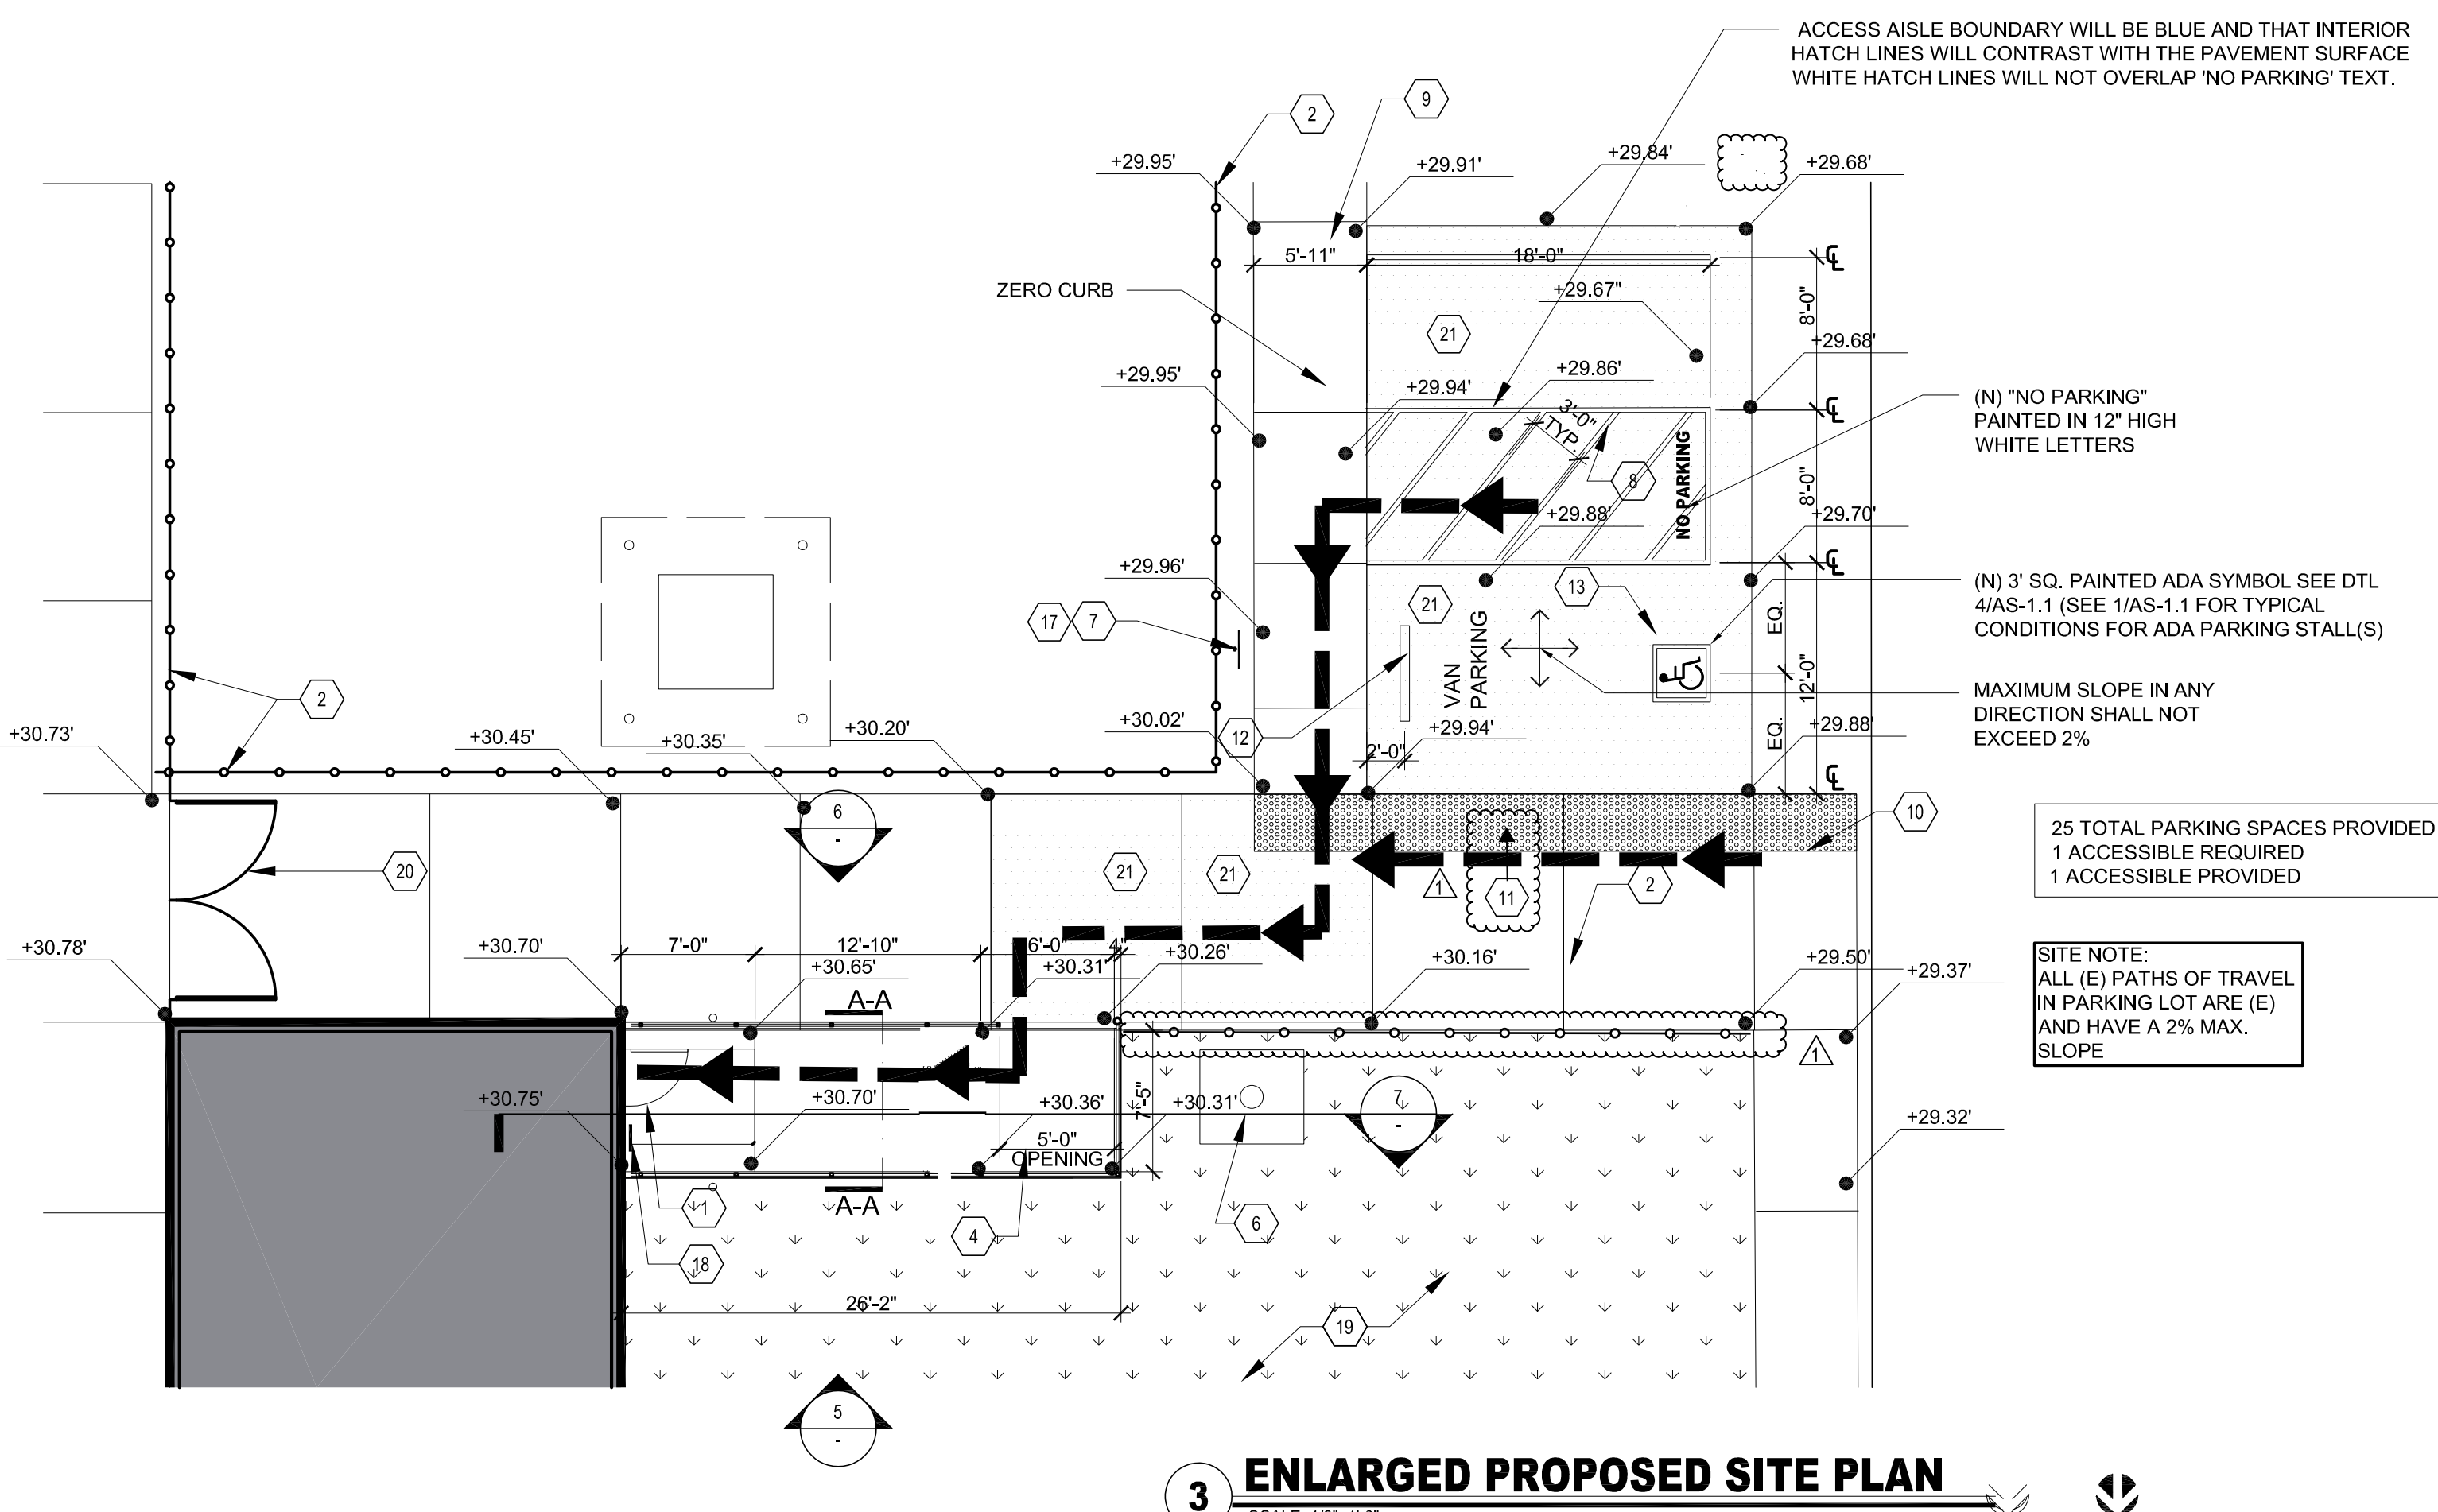 ACCESS AISLE BOUNDARY WILL BE BLUE AND THAT INTERIOR
HATCH LINES WILL CONTRAST WITH THE PAVEMENT SURFACE
WHITE HATCH LINES WILL NOT OVERLAP 'NO PARKING' TEXT.
9
2
+29.95'
+29.91'
+29.84'
+29.68'
5'-11"
18'-0"
℄
ZERO CURB
+29.67"
8'-0"
21
+29.68'
+29.95'
+29.94'
+29.86'
℄
(N) "NO PARKING"
PAINTED IN 12" HIGH
WHITE LETTERS
3'-0"
TYP.
NO PARKING
8
8'-0"
+29.88'
+29.70'
+29.96'
℄
13
(N) 3' SQ. PAINTED ADA SYMBOL SEE DTL
4/AS-1.1 (SEE 1/AS-1.1 FOR TYPICAL
CONDITIONS FOR ADA PARKING STALL(S)
21
17
7
EQ.
VAN
PARKING
12'-0"
MAXIMUM SLOPE IN ANY
DIRECTION SHALL NOT
EXCEED 2%
2
+30.73'
+30.45'
+30.35'
+30.20'
+30.02'
12
+29.94'
+29.88'
2'-0"
EQ.
℄
6
-
10
25 TOTAL PARKING SPACES PROVIDED
1 ACCESSIBLE REQUIRED
1 ACCESSIBLE PROVIDED
20
21
21
1
11
2
+30.78'
+30.70'
7'-0"
12'-10"
6'-0"
4"
+30.65'
+30.31'
+30.26'
+30.16'
+29.50'
+29.37'
SITE NOTE:
ALL (E) PATHS OF TRAVEL
IN PARKING LOT ARE (E)
AND HAVE A 2% MAX.
SLOPE
A-A
1
+30.75'
+30.70'
+30.36'
7'-5"
+30.31'
7
-
+29.32'
5'-0"
OPENING
1
A-A
4
6
18
26'-2"
19
5
-
3
ENLARGED PROPOSED SITE PLAN